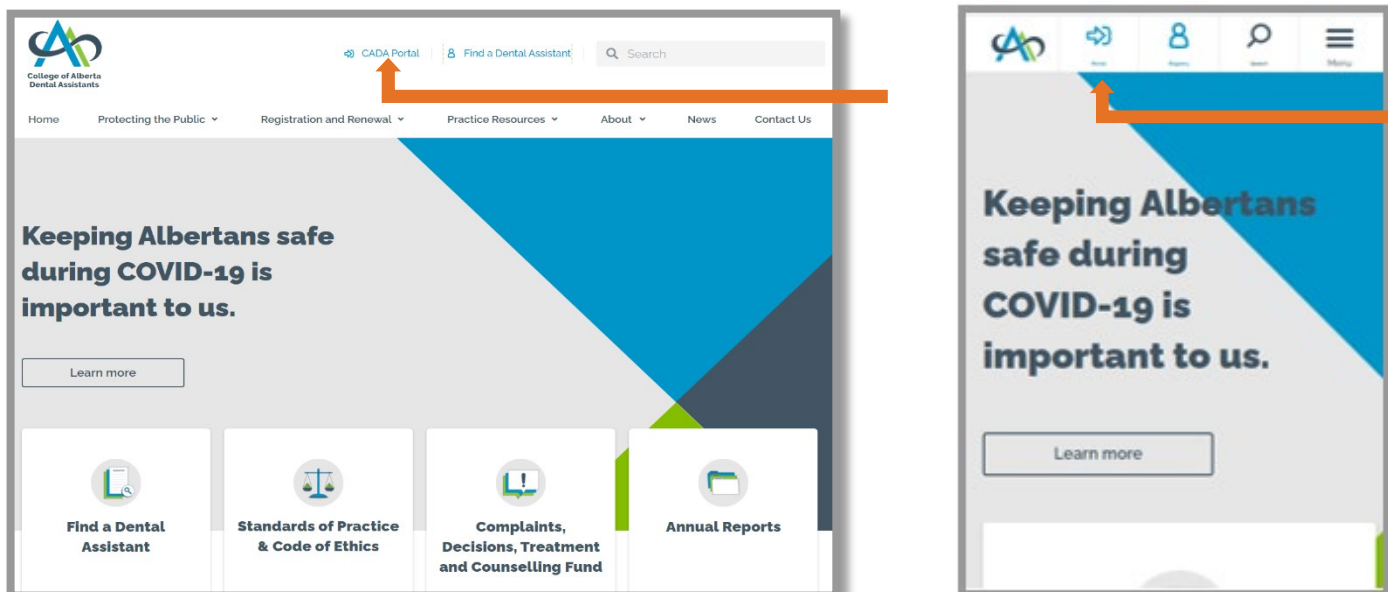 College of Alberta
Dental Assistants
CADA Portal
Find a Dental Assistant
Search
Home
Protecting the Public
Registration and Renewal
Practice Resources
About
News
Contact Us
Keeping Albertans safe
during COVID-19 is
important to us.
Learn more
Find a Dental
Assistant
Standards of Practice
& Code of Ethics
Complaints,
Decisions, Treatment
and Counselling Fund
Annual Reports
Menu
Keeping Albertans
safe during
COVID-19 is
important to us.
Learn more